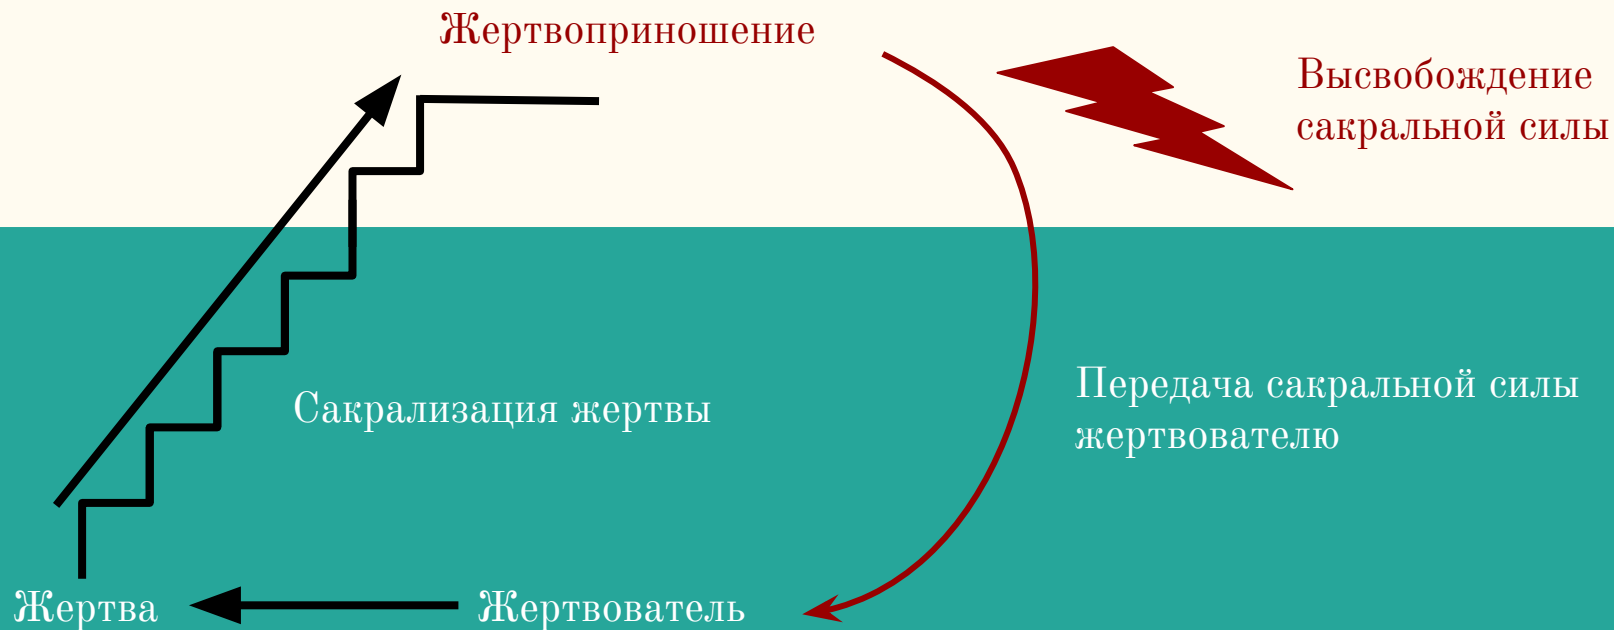 Жертвоприношение
Высвобождение
сакральной силы
Сакрализация жертвы
Передача сакральной силы
жертвователю
Жертва
Жертвователь